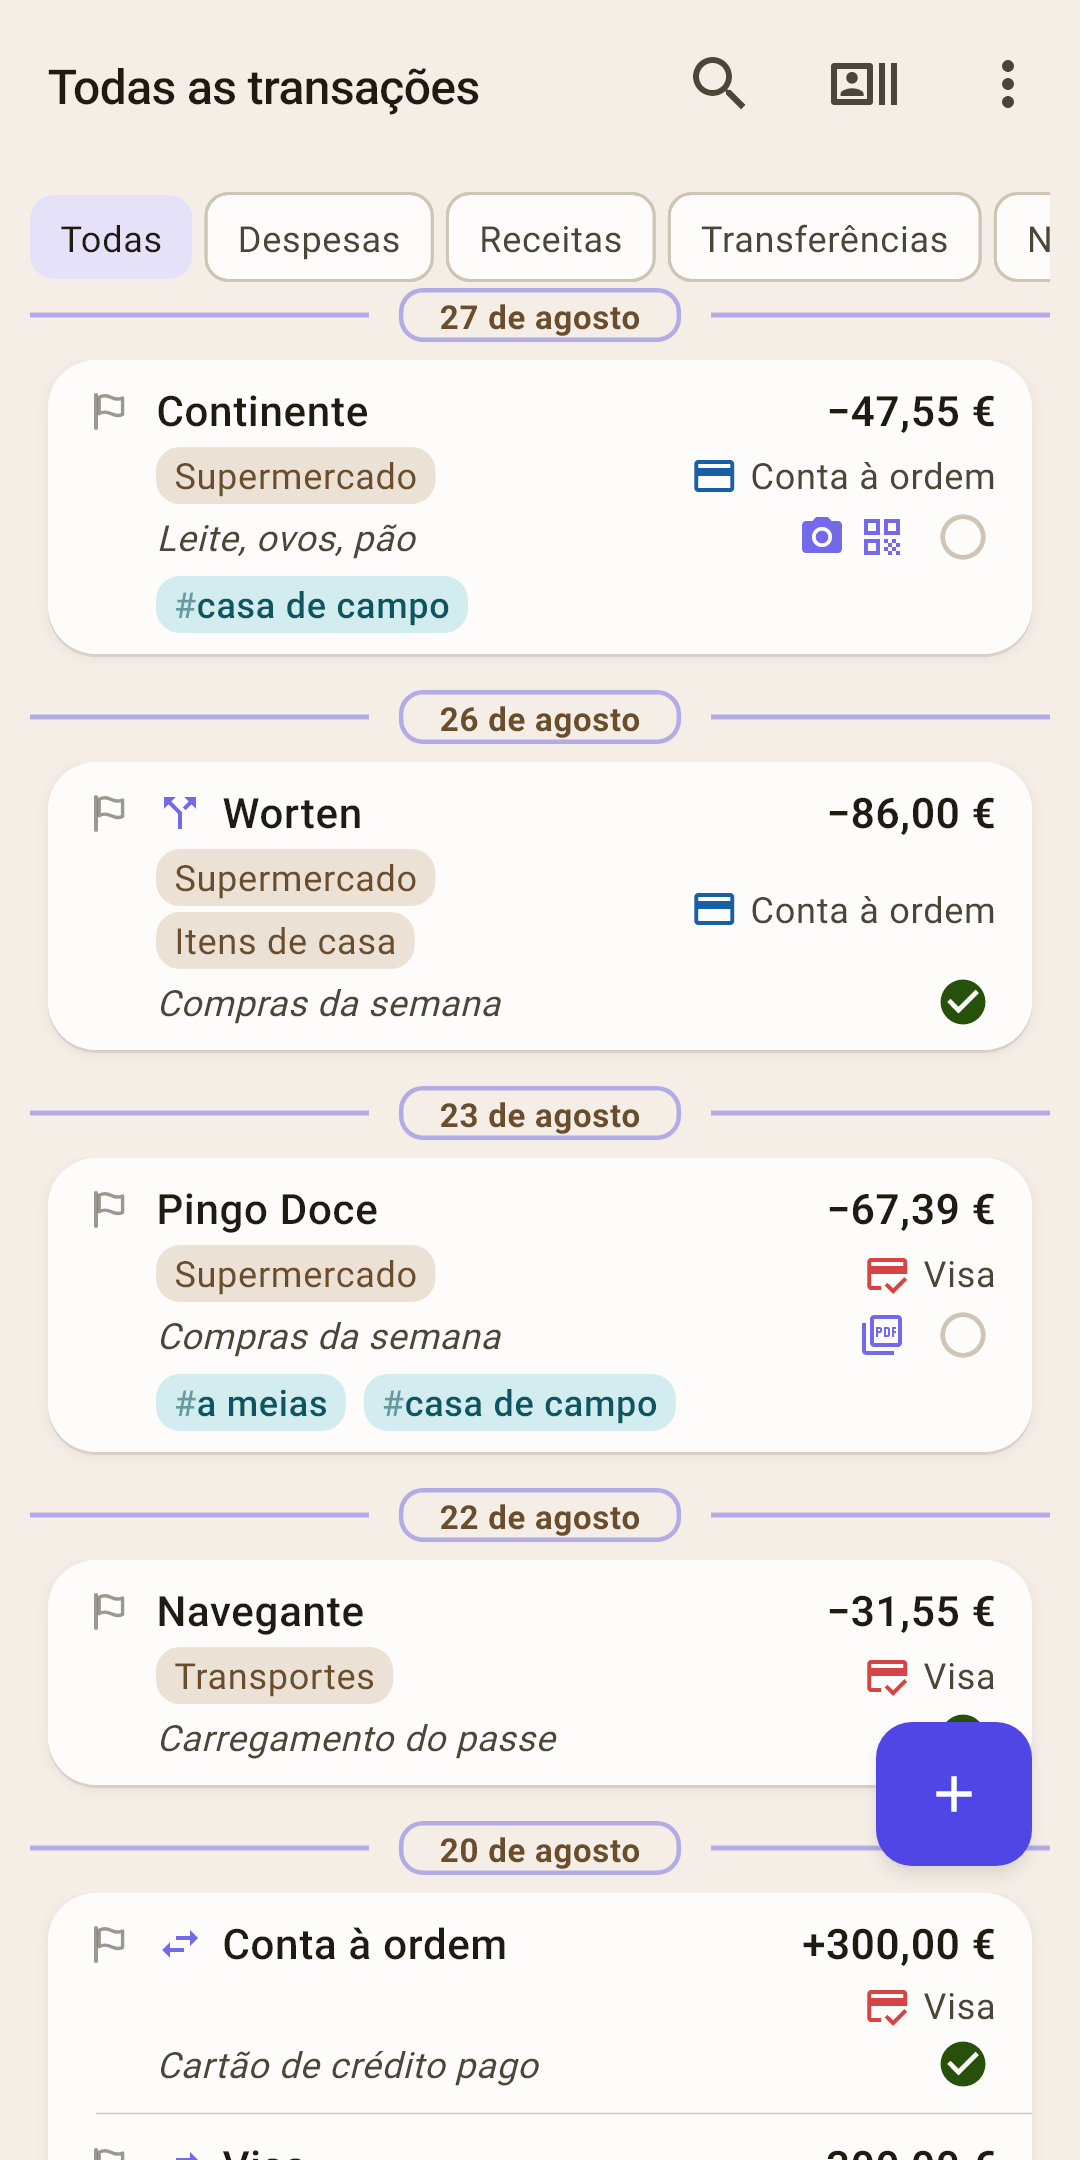 Todas as transações
Todas Despesas Receitas Transferências N
27 de agosto
Continente −47,55 €
Supermercado Conta à ordem
Leite, ovos, pão
#casa de campo
26 de agosto
Worten −86,00 €
Supermercado
Itens de casa
Conta à ordem
Compras da semana
23 de agosto
Pingo Doce −67,39 €
Supermercado Visa
Compras da semana
PDF
#a meias #casa de campo
22 de agosto
Navegante −31,55 €
Transportes Visa
Carregamento do passe
20 de agosto
Conta à ordem +300,00 €
Visa
Cartão de crédito pago